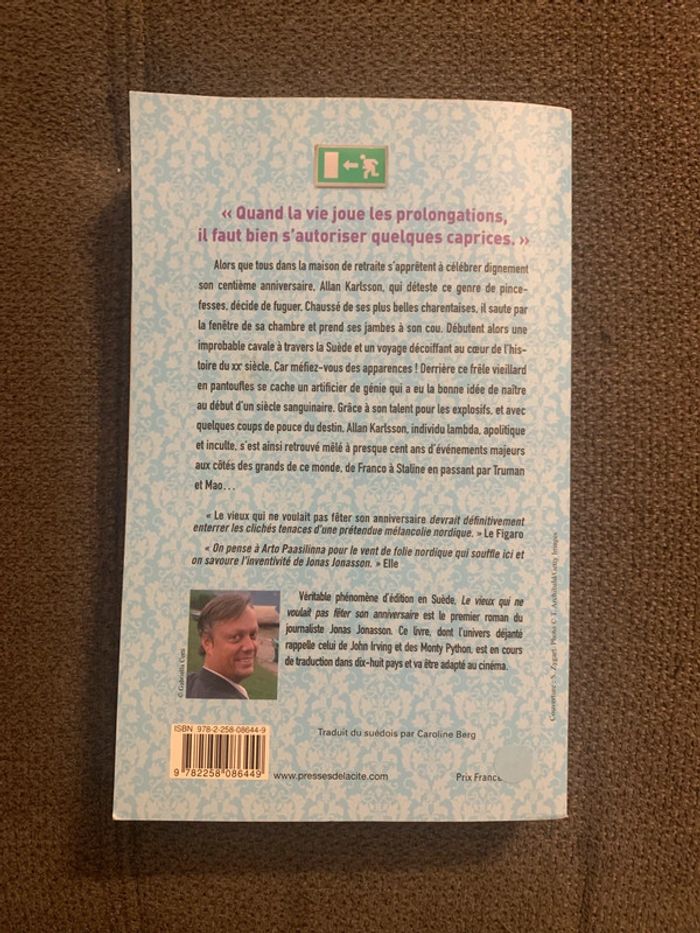 « Quand la vie joue les prolongations,
il faut bien s'autoriser quelques caprices. »
Alors que tous dans la maison de retraite s'apprêtent à célébrer dignement
son centième anniversaire, Allan Karlsson, qui déteste ce genre de pince-
fesses, décide de fuguer. Chaussé de ses plus belles charentaises, il saute par
la fenêtre de sa chambre et prend ses jambes à son cou. Débutent alors une
improbable cavale à travers la Suède et un voyage décoiffant au cœur de l'his-
toire du XXe siècle. Car méfiez-vous des apparences ! Derrière ce frêle vieillard
en pantoufles se cache un artificier de génie qui a eu la bonne idée de naître
au début d'un siècle sanguinaire. Grâce à son talent pour les explosifs, et avec
quelques coups de pouce du destin, Allan Karlsson, individu lambda, apolitique
et inculte, s'est ainsi retrouvé mêlé à presque cent ans d'événements majeurs
aux côtés des grands de ce monde, de Franco à Staline en passant par Truman
et Mao…
« Le vieux qui ne voulait pas fêter son anniversaire devrait définitivement
enterrer les clichés tenaces d'une prétendue mélancolie nordique. » Le Figaro
« On pense à Arto Paasilinna pour le vent de folie nordique qui souffle ici et
on savoure l'inventivité de Jonas Jonasson. » Elle
Véritable phénomène d'édition en Suède, Le vieux qui ne
voulait pas fêter son anniversaire est le premier roman du
journaliste Jonas Jonasson. Ce livre, dont l'univers déjanté
rappelle celui de John Irving et des Monty Python, est en cours
de traduction dans dix-huit pays et va être adapté au cinéma.
© Gabriella Corti
Couverture : S. Zygart. Photo © T. Archibald/Getty Images
Traduit du suédois par Caroline Berg
ISBN 978-2-258-08644-9
9 782258 086449
www.pressesdelacite.com
Prix France